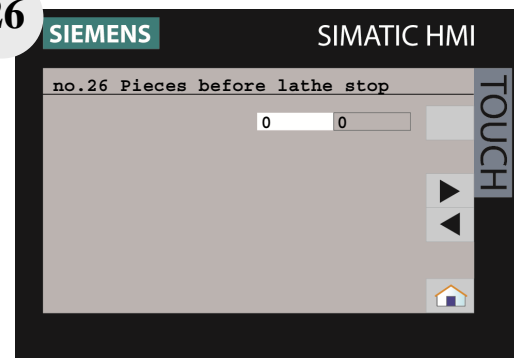 26
SIEMENS
SIMATIC HMI
no.26 Pieces before lathe stop
TOUCH
0 0